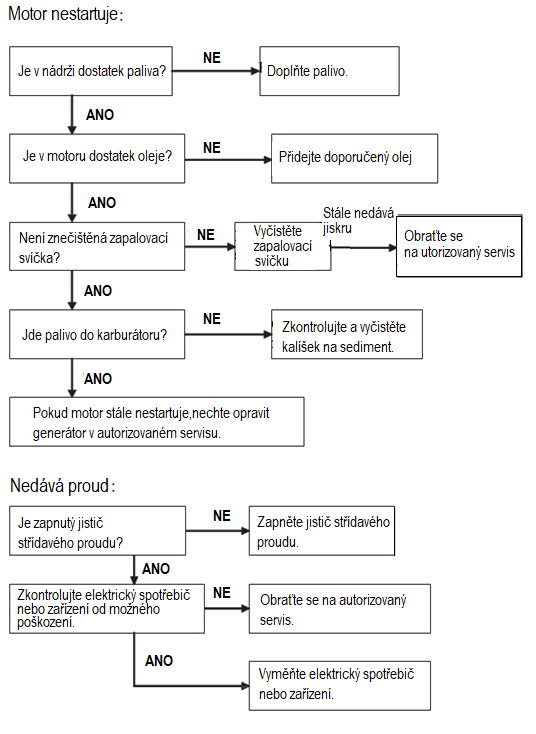 Motor nestartuje:
Je v nádrži dostatek paliva?
NE
Doplňte palivo.
ANO
Je v motoru dostatek oleje?
NE
Přidejte doporučený olej
ANO
Není znečištěná zapalovací
svíčka?
NE
Vyčístěte
zapalovací
svíčku
Stále nedává
jiskru
Obraťte se
na utorizovaný servis
ANO
Jde palivo do karburátoru?
NE
Zkontrolujte a vyčistěte
kalíšek na sediment.
ANO
Pokud motor stále nestartuje,nechte opravit
generátor v autorizovaném servisu.
Nedává proud:
Je zapnutý jistič
střídavého proudu?
NE
Zapněte jistič střídavého
proudu.
ANO
Zkontrolujte elektrický spotřebič
nebo zařízení od možného
poškození.
NE
Obraťte se na autorizovaný
servis.
ANO
Vyměňte elektrický spotřebič
nebo zařízení.